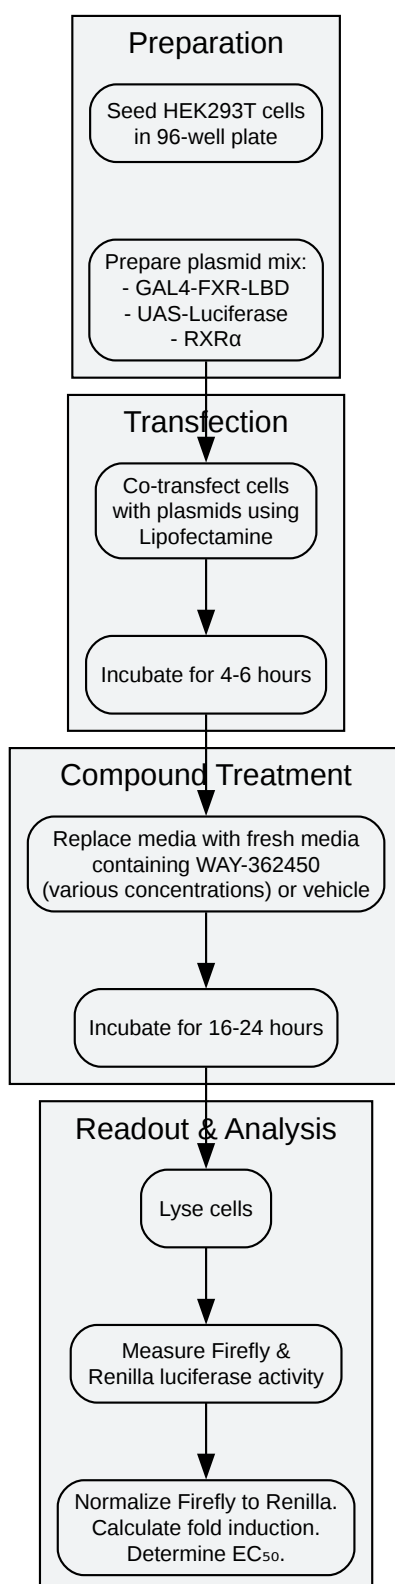 Preparation
Seed HEK293T cells
in 96-well plate
Prepare plasmid mix:
- GAL4-FXR-LBD
- UAS-Luciferase
- RXRα
Transfection
Co-transfect cells
with plasmids using
Lipofectamine
Incubate for 4-6 hours
Compound Treatment
Replace media with fresh media
containing WAY-362450
(various concentrations) or vehicle
Incubate for 16-24 hours
Readout & Analysis
Lyse cells
Measure Firefly &
Renilla luciferase activity
Normalize Firefly to Renilla.
Calculate fold induction.
Determine EC₅₀.